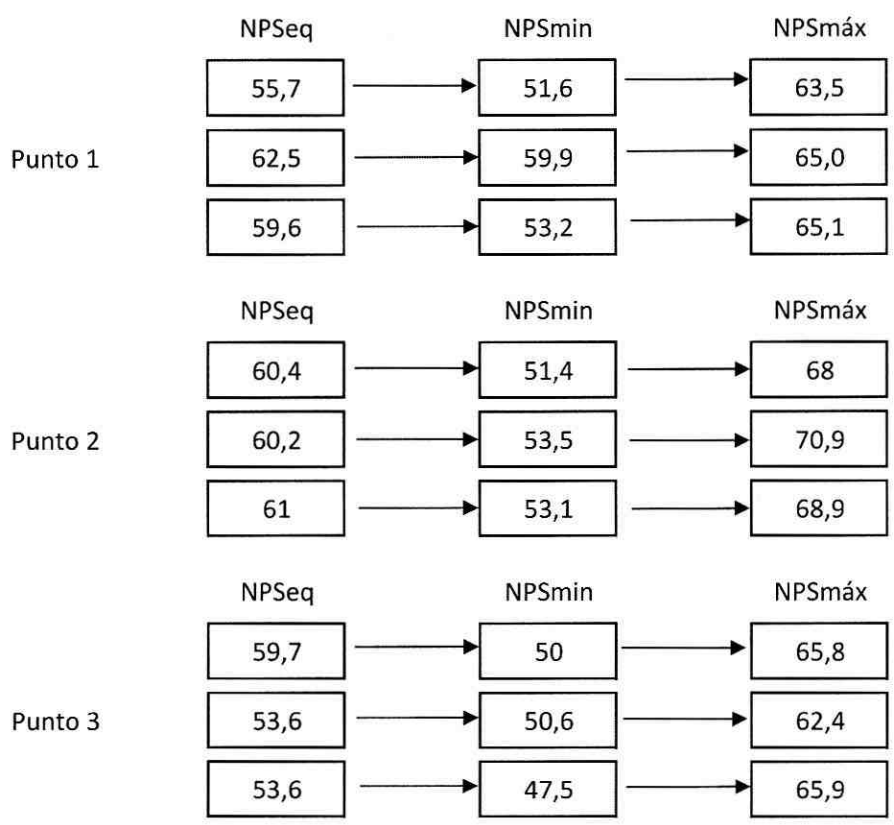 NPSeq NPSmin NPSmáx
55,7 51,6 63,5
Punto 1 62,5 59,9 65,0
59,6 53,2 65,1
NPSeq NPSmin NPSmáx
60,4 51,4 68
Punto 2 60,2 53,5 70,9
61 53,1 68,9
NPSeq NPSmin NPSmáx
59,7 50 65,8
Punto 3 53,6 50,6 62,4
53,6 47,5 65,9